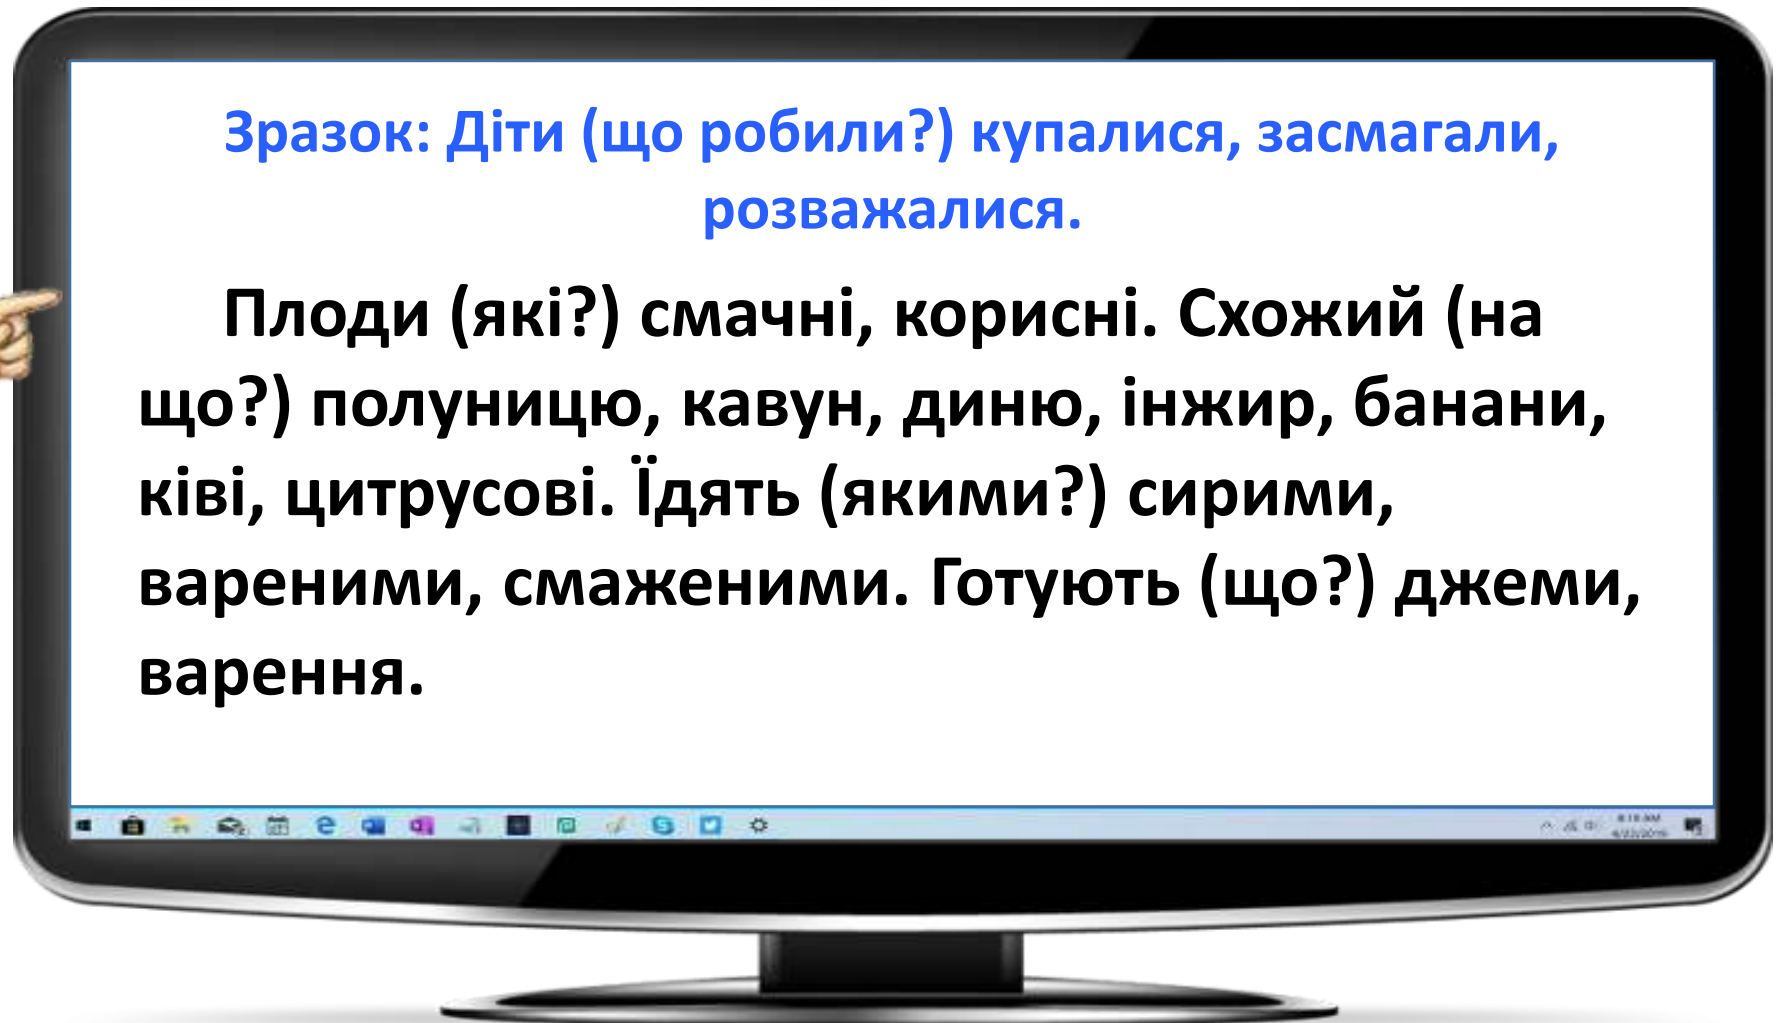 Зразок: Діти (що робили?) купалися, засмагали,
розважалися.
Плоди (які?) смачні, корисні. Схожий (на
що?) полуницю, кавун, диню, інжир, банани,
ківі, цитрусові. Їдять (якими?) сирими,
вареними, смаженими. Готують (що?) джеми,
варення.